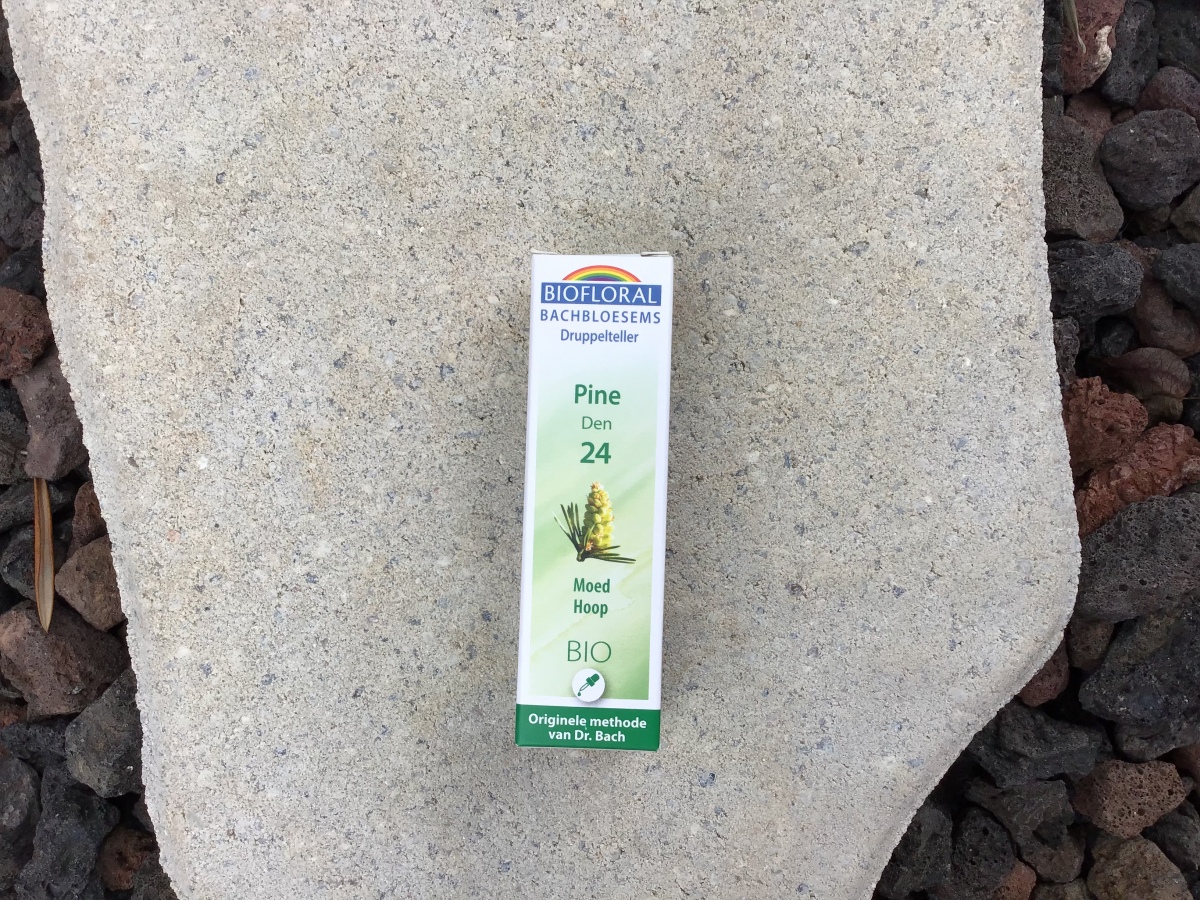 BIOFLORAL
BACHBLOESEMS
Druppelteller
Pine
Den
24
Moed
Hoop
BIO
Originele methode
van Dr. Bach